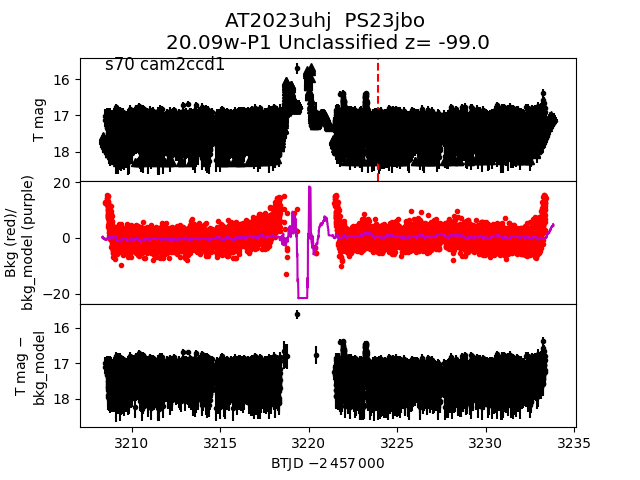 AT2023uhj  PS23jbo
20.09w-P1 Unclassified z= -99.0
s70 cam2ccd1
T mag
16
17
18
Bkg (red)/
bkg_model (purple)
20
0
−20
T mag −
bkg_model
16
17
18
3210 3215 3220 3225 3230 3235
BTJD −2 457 000